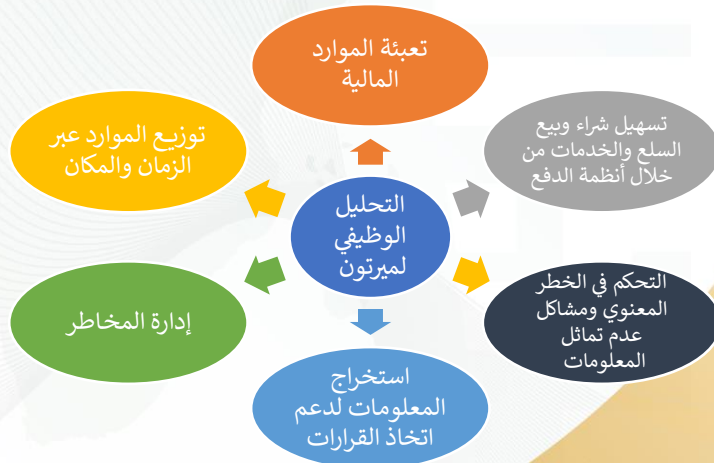 تعبئة الموارد
المالية
تسهيل شراء وبيع
السلع والخدمات من
خلال أنظمة الدفع
توزيع الموارد عبر
الزمان والمكان
التحليل
الوظيفي
لميرتون
التحكم في الخطر
المعنوي ومشاكل
عدم تماثل
المعلومات
إدارة المخاطر
استخراج
المعلومات لدعم
اتخاذ القرارات